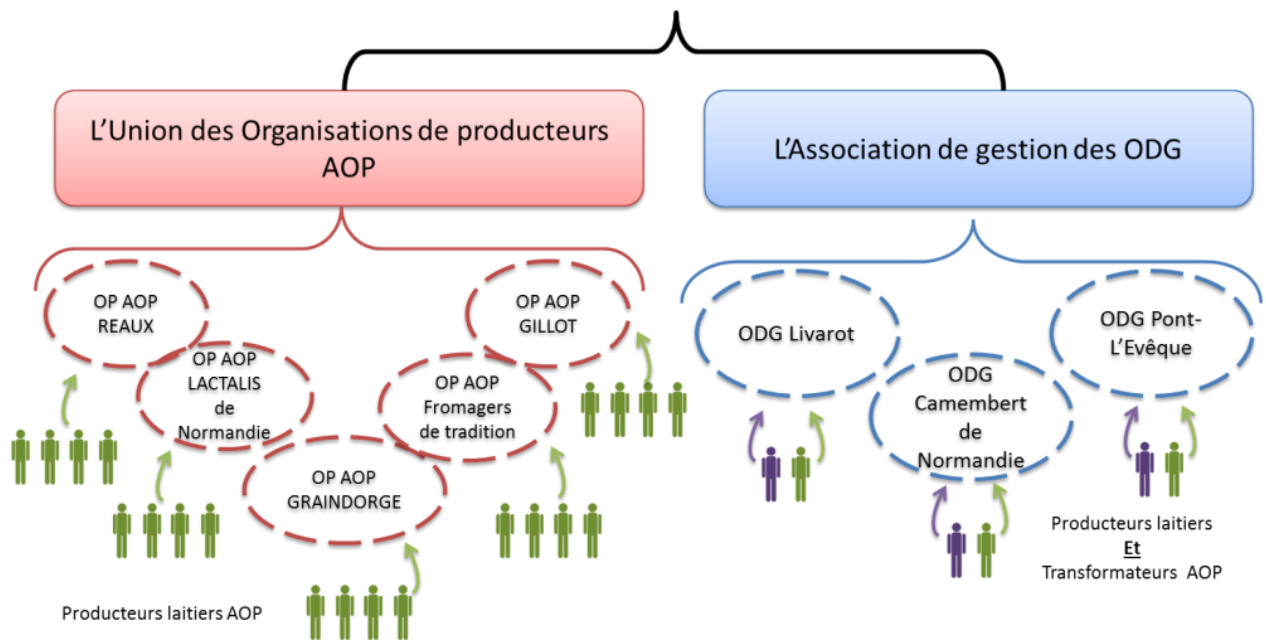 L'Union des Organisations de producteurs
AOP
L'Association de gestion des ODG
OP AOP
REAUX
OP AOP
LACTALIS
de
Normandie
OP AOP
GRAINDORGE
OP AOP
Fromagers
de tradition
OP AOP
GILLOT
Producteurs laitiers AOP
ODG Livarot
ODG
Camembert
de
Normandie
ODG Pont-
L'Evêque
Producteurs laitiers
Et
Transformateurs AOP